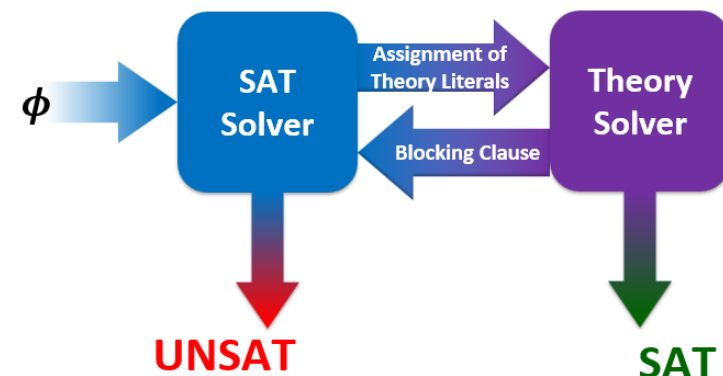 ϕ
SAT
Solver
Assignment of
Theory Literals
Blocking Clause
Theory
Solver
UNSAT
SAT